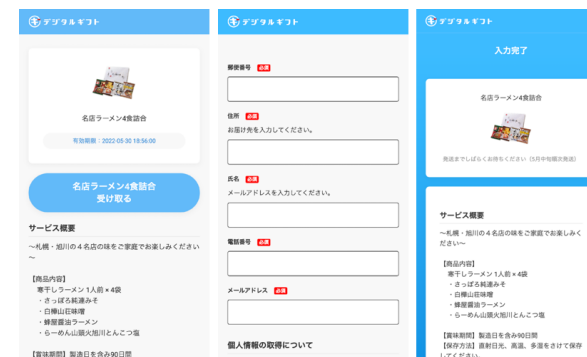 デジタルギフト
名店ラーメン4食詰合
有効期限：2022-05-30 18:56:00
名店ラーメン4食詰合
受け取る
サービス概要
〜札幌・旭川の４名店の味をご家庭でお楽しみください
〜
【商品内容】
寒干しラーメン 1人前×4袋
・さっぽろ純連みそ
・白樺山荘味噌
・蜂屋醤油ラーメン
・らーめん山頭火旭川とんこつ塩
【賞味期間】製造日を含み90日間
デジタルギフト
郵便番号 必須
住所 必須
お届け先を入力してください。
氏名 必須
メールアドレスを入力してください。
電話番号 必須
メールアドレス 必須
個人情報の取得について
デジタルギフト
入力完了
名店ラーメン4食詰合
発送までしばらくお待ちください（5月中旬順次発送）
サービス概要
〜札幌・旭川の４名店の味をご家庭でお楽しみく
ださい〜
【商品内容】
寒干しラーメン 1人前×4袋
・さっぽろ純連みそ
・白樺山荘味噌
・蜂屋醤油ラーメン
・らーめん山頭火旭川とんこつ塩
【賞味期間】製造日を含み90日間
【保存方法】直射日光、高温、多湿をさけて保存
してください。